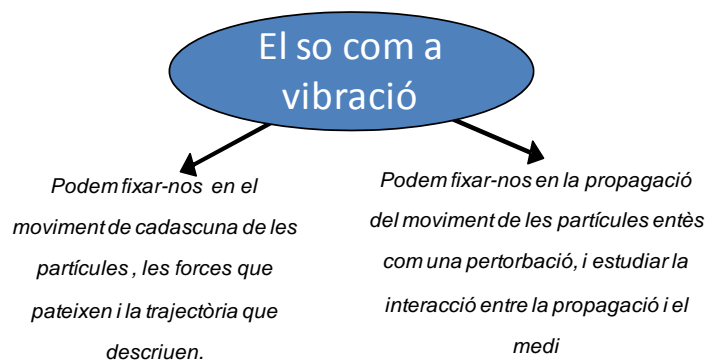 El so com a
vibració
Podem fixar-nos en el
moviment de cadascuna de les
partícules , les forces que
pateixen i la trajectòria que
descriuen.
Podem fixar-nos en la propagació
del moviment de les partícules entès
com una pertorbació, i estudiar la
interacció entre la propagació i el
medi